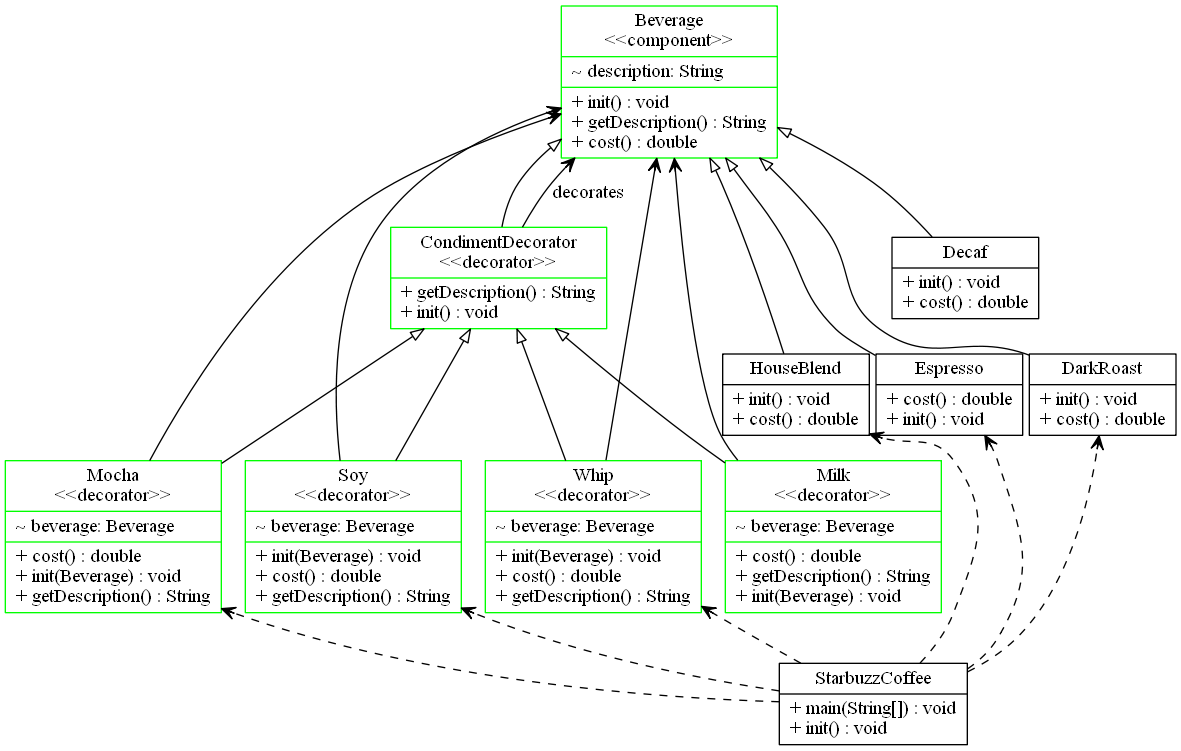 Beverage
<<component>>
~ description: String
+ init() : void
+ getDescription() : String
+ cost() : double
decorates
CondimentDecorator
<<decorator>>
+ getDescription() : String
+ init() : void
Decaf
+ init() : void
+ cost() : double
HouseBlend
+ init() : void
+ cost() : double
Espresso
+ cost() : double
+ init() : void
DarkRoast
+ init() : void
+ cost() : double
Mocha
<<decorator>>
~ beverage: Beverage
+ cost() : double
+ init(Beverage) : void
+ getDescription() : String
Soy
<<decorator>>
~ beverage: Beverage
+ init(Beverage) : void
+ cost() : double
+ getDescription() : String
Whip
<<decorator>>
~ beverage: Beverage
+ init(Beverage) : void
+ cost() : double
+ getDescription() : String
Milk
<<decorator>>
~ beverage: Beverage
+ cost() : double
+ getDescription() : String
+ init(Beverage) : void
StarbuzzCoffee
+ main(String[]) : void
+ init() : void